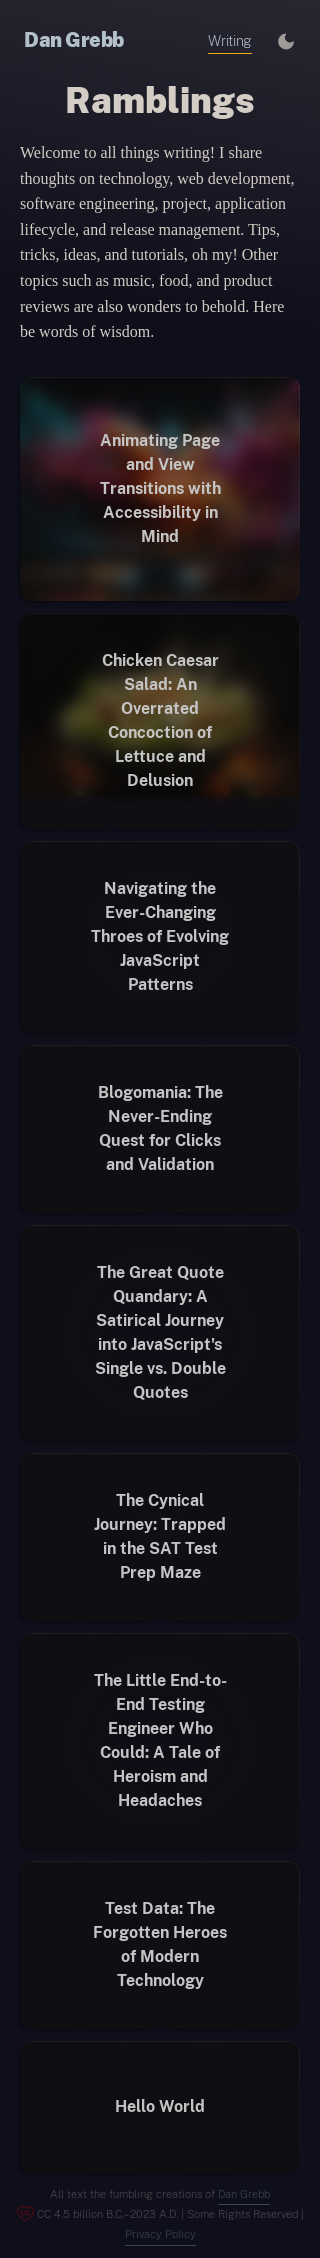 Dan Grebb
Writing
Ramblings
Welcome to all things writing! I share
thoughts on technology, web development,
software engineering, project, application
lifecycle, and release management. Tips,
tricks, ideas, and tutorials, oh my! Other
topics such as music, food, and product
reviews are also wonders to behold. Here
be words of wisdom.
Animating Page
and View
Transitions with
Accessibility in
Mind
Chicken Caesar
Salad: An
Overrated
Concoction of
Lettuce and
Delusion
Navigating the
Ever-Changing
Throes of Evolving
JavaScript
Patterns
Blogomania: The
Never-Ending
Quest for Clicks
and Validation
The Great Quote
Quandary: A
Satirical Journey
into JavaScript's
Single vs. Double
Quotes
The Cynical
Journey: Trapped
in the SAT Test
Prep Maze
The Little End-to-
End Testing
Engineer Who
Could: A Tale of
Heroism and
Headaches
Test Data: The
Forgotten Heroes
of Modern
Technology
Hello World
All text the fumbling creations of Dan Grebb
CC 4.5 billion B.C.–2023 A.D. | Some Rights Reserved |
Privacy Policy